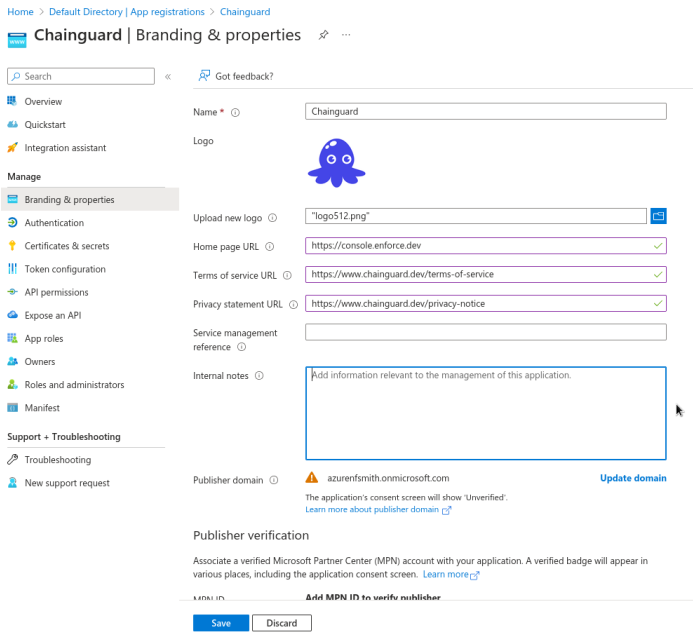 Home > Default Directory | App registrations > Chainguard
Chainguard | Branding & properties
Search
Got feedback?
Overview
Quickstart
Integration assistant
Manage
Branding & properties
Authentication
Certificates & secrets
Token configuration
API permissions
Expose an API
App roles
Owners
Roles and administrators
Manifest
Support + Troubleshooting
Troubleshooting
New support request
Name *
Chainguard
Logo
Upload new logo
"logo512.png"
Home page URL
https://console.enforce.dev
Terms of service URL
https://www.chainguard.dev/terms-of-service
Privacy statement URL
https://www.chainguard.dev/privacy-notice
Service management
reference
Internal notes
Add information relevant to the management of this application.
Publisher domain
azurenfsmith.onmicrosoft.com
Update domain
The application's consent screen will show 'Unverified'.
Learn more about publisher domain
Publisher verification
Associate a verified Microsoft Partner Center (MPN) account with your application. A verified badge will appear in
various places, including the application consent screen. Learn more
MPN ID
Add MPN ID to verify publisher
Save
Discard